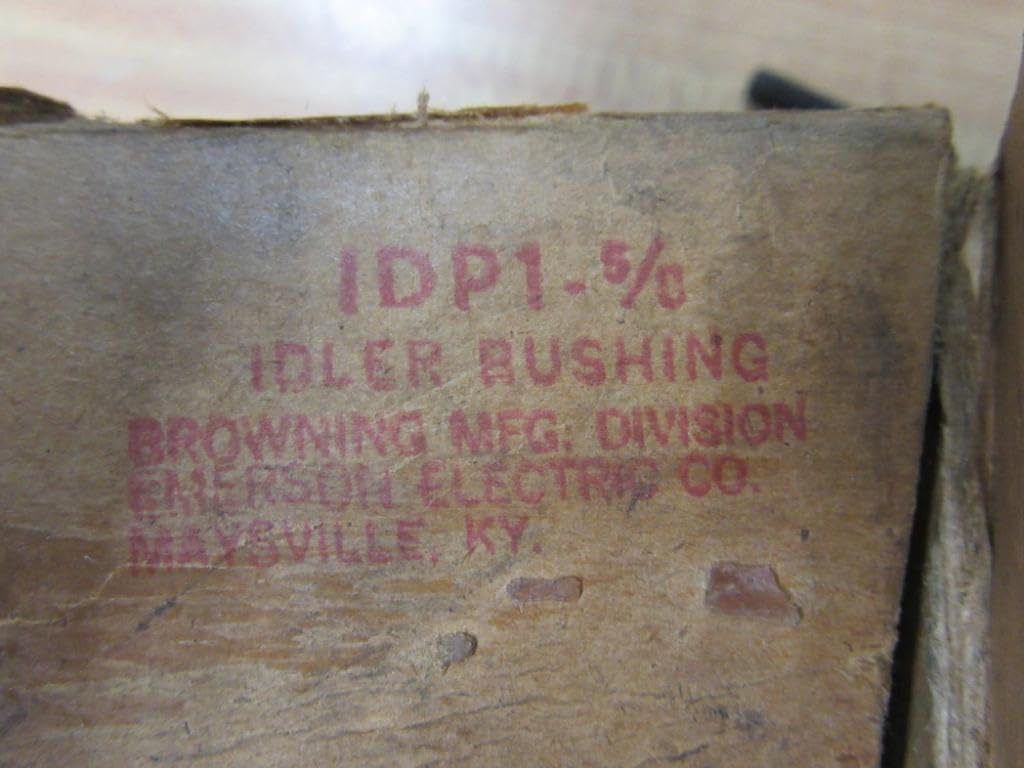 IDP1-5/8
IDLER BUSHING
BROWNING MFG. DIVISION
EMERSON ELECTRIC CO.
MAYSVILLE, KY.